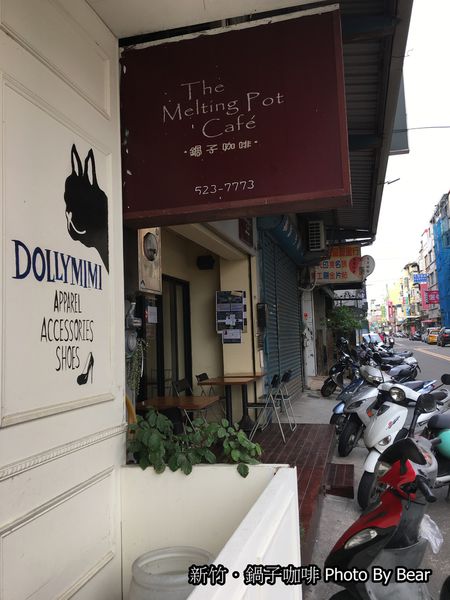 The
Melting Pot
Café
·鍋子咖啡·
523-7773
DOLLYMIMI
APPAREL
ACCESSORIES
SHOES
新竹·鍋子咖啡 Photo By Bear